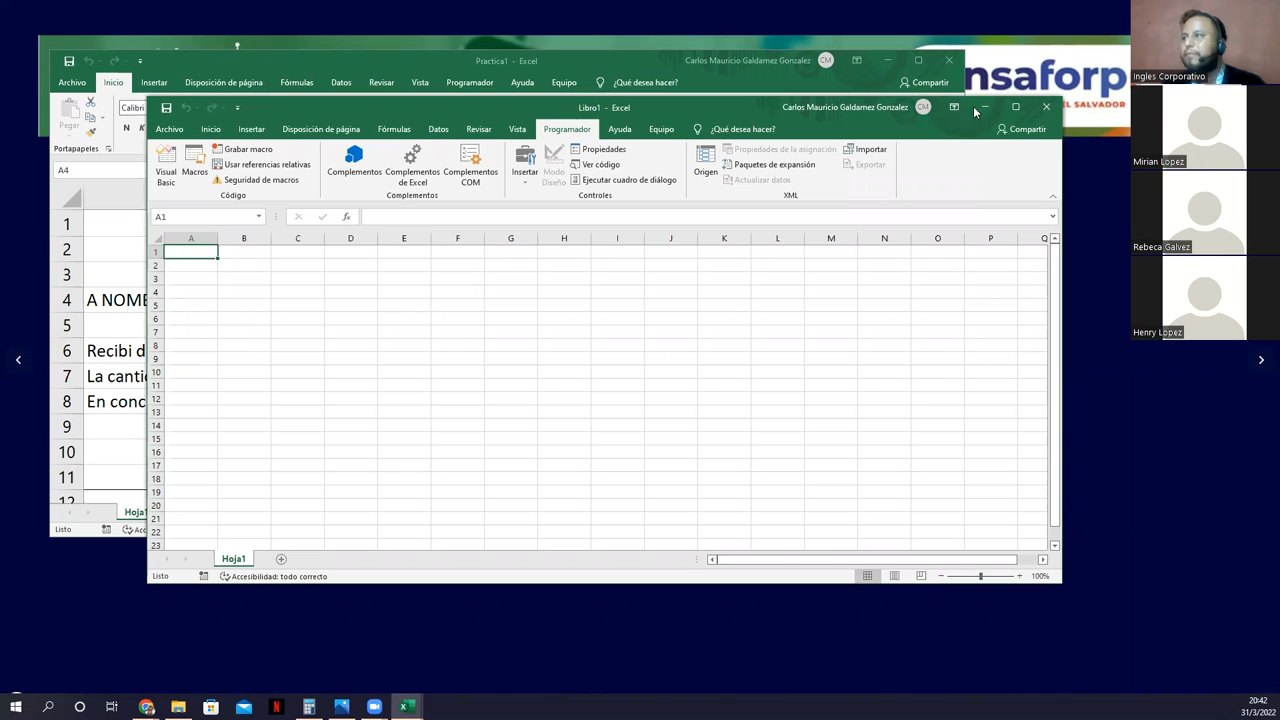 nsaforp
EL SALVADOR
Practica1 - Excel
Carlos Mauricio Galdamez Gonzalez
CM
Archivo
Inicio
Insertar
Disposición de página
Fórmulas
Datos
Revisar
Vista
Programador
Ayuda
Equipo
¿Qué desea hacer?
Compartir
Pegar
Calibri
N
K
Portapapeles
A4
1
2
3
4 A NOMB
5
6 Recibi d
7 La canti
8 En conc
9
10
11
12
Hoja1
Listo
Acc
Libro1 - Excel
Carlos Mauricio Galdamez Gonzalez
CM
Archivo
Inicio
Insertar
Disposición de página
Fórmulas
Datos
Revisar
Vista
Programador
Ayuda
Equipo
¿Qué desea hacer?
Compartir
Visual Basic
Macros
Grabar macro
Usar referencias relativas
Seguridad de macros
Código
Complementos
Complementos de Excel
Complementos COM
Complementos
Insertar
Modo Diseño
Propiedades
Ver código
Ejecutar cuadro de diálogo
Controles
Origen
Propiedades de la asignación
Paquetes de expansión
Actualizar datos
Importar
Exportar
XML
A1
fx
A B C D E F G H I J K L M N O P Q
1
2
3
4
5
6
7
8
9
10
11
12
13
14
15
16
17
18
19
20
21
22
23
Hoja1
Listo
Accesibilidad: todo correcto
100%
Ingles Corporativo
Mirian Lopez
Rebeca Galvez
Henry Lopez
20:42
31/3/2022